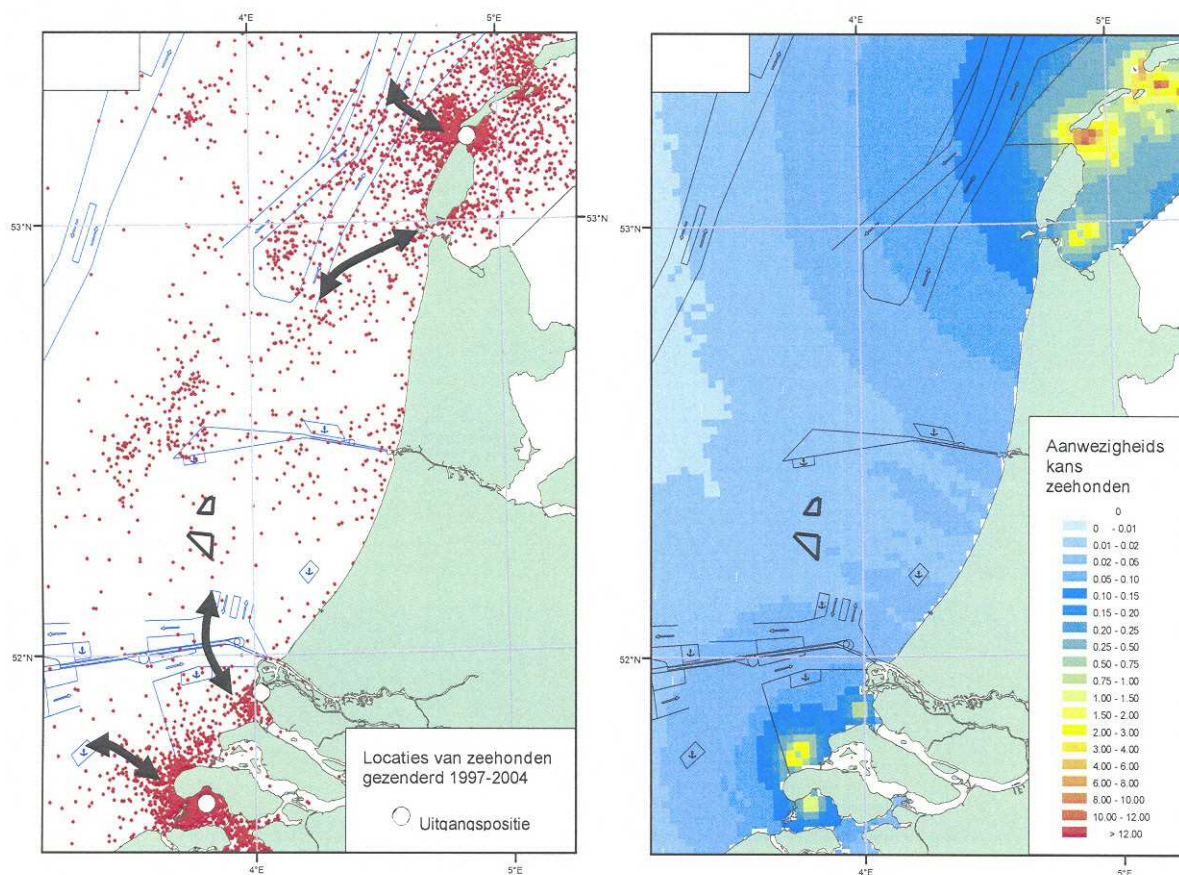 4°E
5°E
53°N
53°N
52°N
4°E
5°E
Locaties van zeehonden
gezenderd 1997-2004
Uitgangspositie
4°E
5°E
53°N
52°N
4°E
5°E
Aanwezigheids
kans
zeehonden
0
0 - 0.01
0.01 - 0.02
0.02 - 0.05
0.05 - 0.10
0.10 - 0.15
0.15 - 0.20
0.20 - 0.25
0.25 - 0.50
0.50 - 0.75
0.75 - 1.00
1.00 - 1.50
1.50 - 2.00
2.00 - 3.00
3.00 - 4.00
4.00 - 6.00
6.00 - 8.00
8.00 - 10.00
10.00 - 12.00
> 12.00